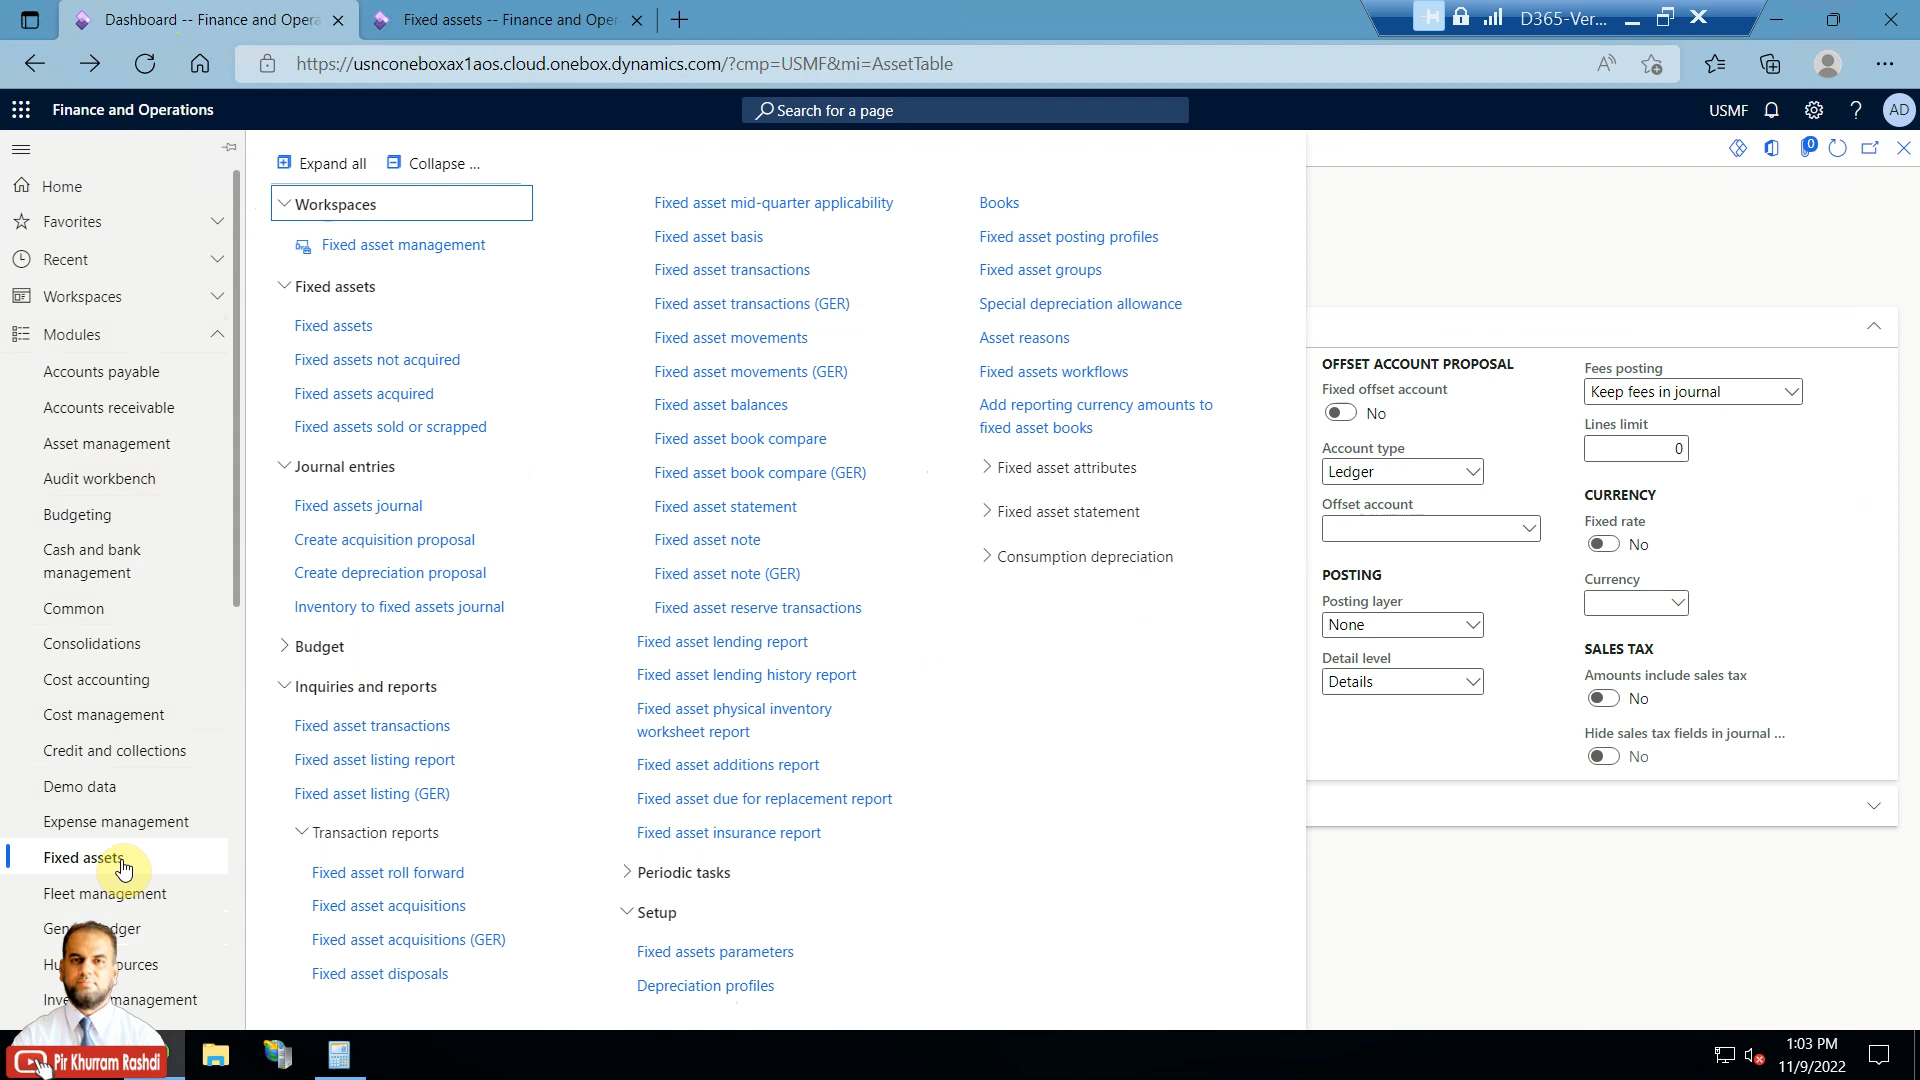 Dashboard -- Finance and Opera
Fixed assets -- Finance and Oper
D365-Ver...
https://usnconeboxax1aos.cloud.onebox.dynamics.com/?cmp=USMF&mi=AssetTable
Finance and Operations
Search for a page
USMF
?
AD
0
Home
Favorites
Recent
Workspaces
Modules
Accounts payable
Accounts receivable
Asset management
Audit workbench
Budgeting
Cash and bank
management
Common
Consolidations
Cost accounting
Cost management
Credit and collections
Demo data
Expense management
Fixed assets
Fleet management
Expand all
Collapse ...
Workspaces
Fixed asset management
Fixed assets
Fixed assets
Fixed assets not acquired
Fixed assets acquired
Fixed assets sold or scrapped
Journal entries
Fixed assets journal
Create acquisition proposal
Create depreciation proposal
Inventory to fixed assets journal
Budget
Inquiries and reports
Fixed asset transactions
Fixed asset listing report
Fixed asset listing (GER)
Transaction reports
Fixed asset roll forward
Fixed asset acquisitions
Fixed asset acquisitions (GER)
Fixed asset disposals
Fixed asset mid-quarter applicability
Fixed asset basis
Fixed asset transactions
Fixed asset transactions (GER)
Fixed asset movements
Fixed asset movements (GER)
Fixed asset balances
Fixed asset book compare
Fixed asset book compare (GER)
Fixed asset statement
Fixed asset note
Fixed asset note (GER)
Fixed asset reserve transactions
Fixed asset lending report
Fixed asset lending history report
Fixed asset physical inventory
worksheet report
Fixed asset additions report
Fixed asset due for replacement report
Fixed asset insurance report
Periodic tasks
Setup
Fixed assets parameters
Depreciation profiles
Books
Fixed asset posting profiles
Fixed asset groups
Special depreciation allowance
Asset reasons
Fixed assets workflows
Add reporting currency amounts to
fixed asset books
Fixed asset attributes
Fixed asset statement
Consumption depreciation
OFFSET ACCOUNT PROPOSAL
Fixed offset account
No
Account type
Ledger
Offset account
POSTING
Posting layer
None
Detail level
Details
Fees posting
Keep fees in journal
Lines limit
0
CURRENCY
Fixed rate
No
Currency
SALES TAX
Amounts include sales tax
No
Hide sales tax fields in journal ...
No
Pir Khurram Rashdi
1:03 PM
11/9/2022